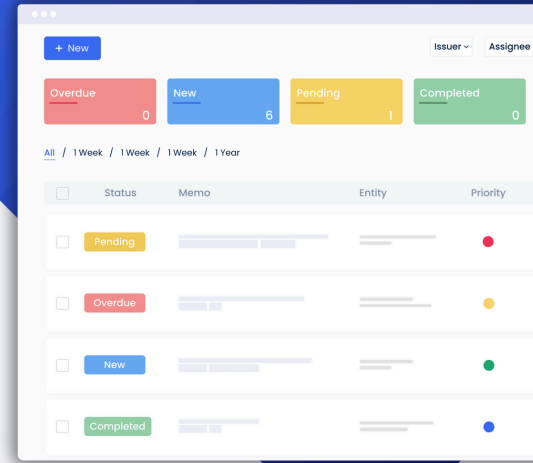 + New
Issuer Assignee
Overdue New Pending Completed
0 6 1 0
All / 1 Week / 1 Week / 1 Week / 1 Year
Status Memo Entity Priority
Pending
Overdue
New
Completed